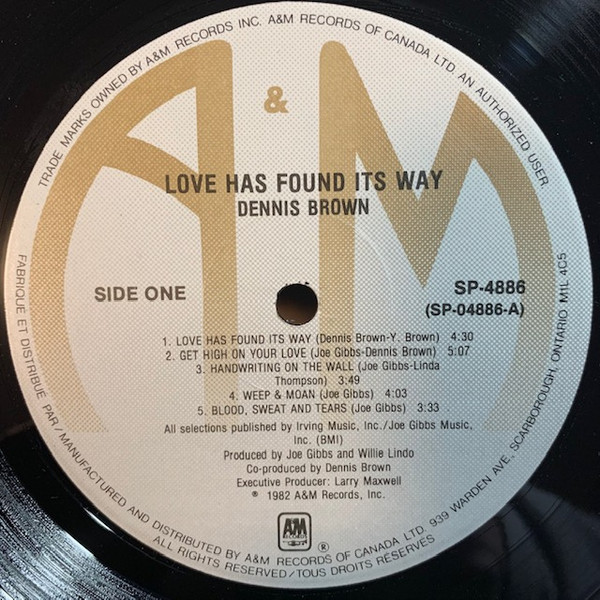 TRADE MARKS OWNED BY A&M RECORDS INC. A&M RECORDS OF CANADA LTD. AN AUTHORIZED USER
A & M
LOVE HAS FOUND ITS WAY
DENNIS BROWN
SIDE ONE
SP-4886
(SP-04886-A)
1. LOVE HAS FOUND ITS WAY (Dennis Brown-Y. Brown) 4:30
2. GET HIGH ON YOUR LOVE (Joe Gibbs-Dennis Brown) 5:07
3. HANDWRITING ON THE WALL (Joe Gibbs-Linda
Thompson) 3:49
4. WEEP & MOAN (Joe Gibbs) 4:03
5. BLOOD, SWEAT AND TEARS (Joe Gibbs) 3:33
All selections published by Irving Music, Inc./Joe Gibbs Music,
Inc. (BMI)
Produced by Joe Gibbs and Willie Lindo
Co-produced by Dennis Brown
Executive Producer: Larry Maxwell
℗ 1982 A&M Records, Inc.
A&M
RECORDS
®
FABRIQUE ET DISTRIBUÉ PAR/MANUFACTURED AND DISTRIBUTED BY A&M RECORDS OF CANADA LTD. 939 WARDEN AVE., SCARBOROUGH, ONTARIO M1L 4C5
ALL RIGHTS RESERVED/TOUS DROITS RÉSERVÉS